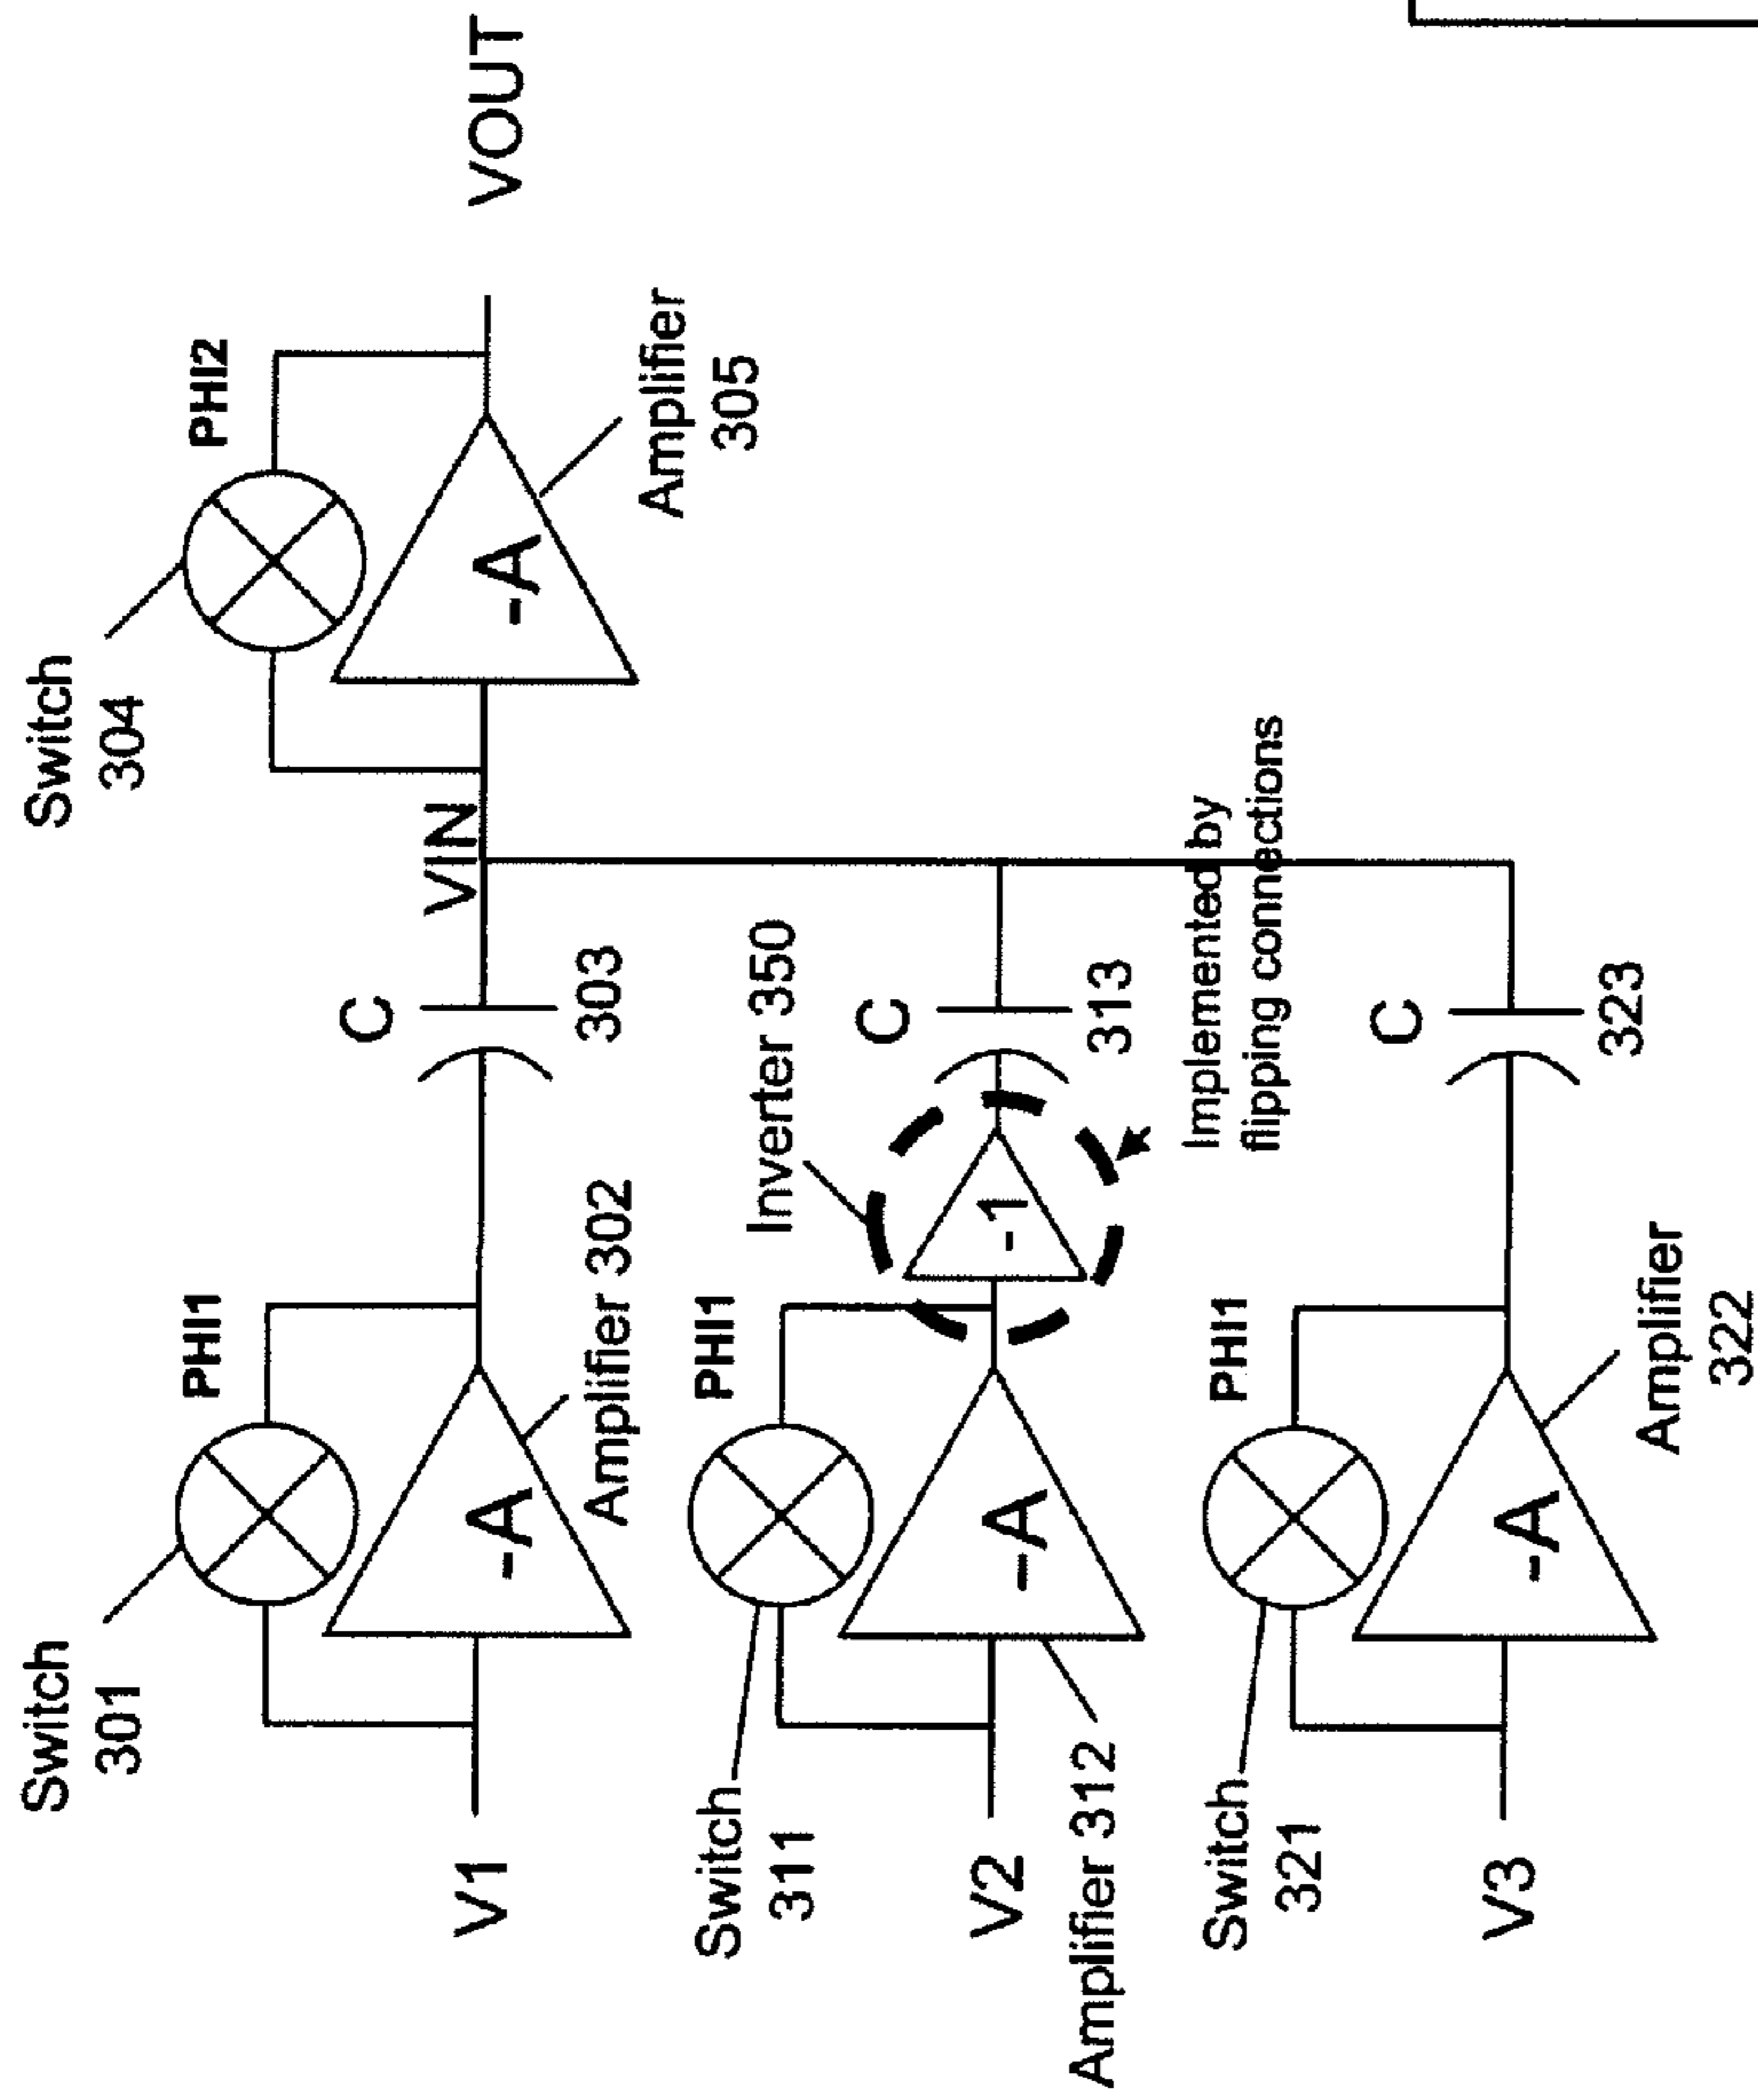 Switch
301
PHI1
-A
Amplifier 302
V1
C
303
VIN
Switch
304
PHI2
-A
Amplifier
305
VOUT
Switch
311
PHI1
-A
V2
Amplifier 312
Inverter 350
-1
C
313
Implemented by
flipping connections
Switch
321
PHI1
-A
V3
Amplifier
322
C
323